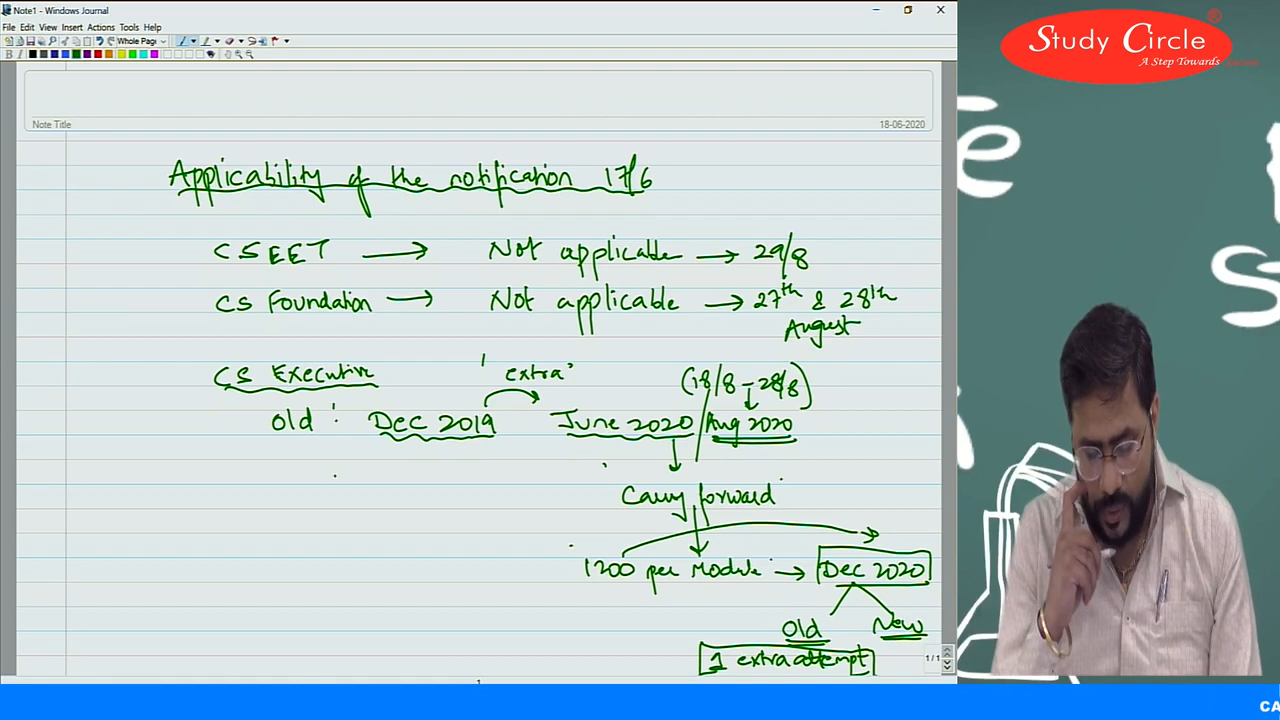 Note1 - Windows Journal
File Edit View Insert Actions Tools Help
Whole Page
B I
Note Title
18-06-2020
Applicability of the notification 17/6
CSEET → Not applicable → 29/8
CS Foundation → Not applicable → 27th & 28th
August
CS Executive
" extra"
(18/8 - 28/8)
Old : Dec 2019 June 2020 / Aug 2020
Carry forward
1200 per Module → Dec 2020
Old New
1 extra attempt
1/1
1
Study Circle
A Step Towards
CA